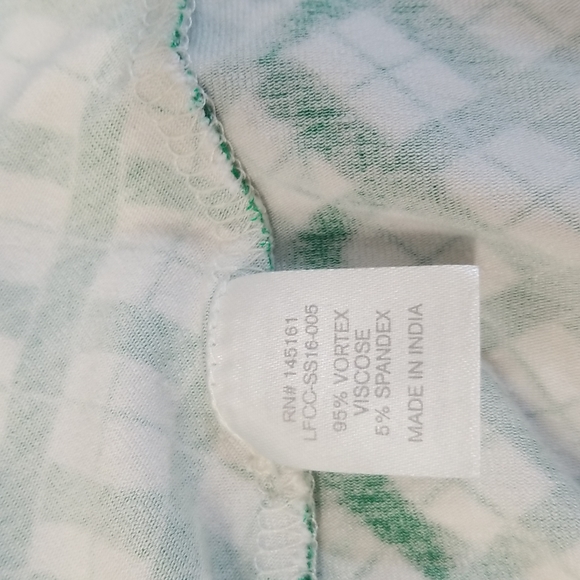 RN# 145161
LFCC-SS16-005
95% VORTEX
VISCOSE
5% SPANDEX
MADE IN INDIA